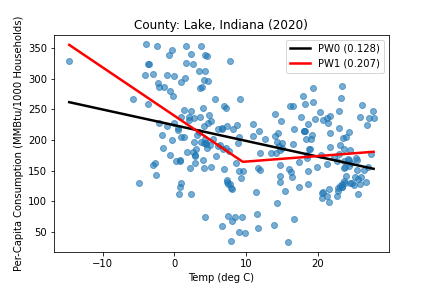 County: Lake, Indiana (2020)
Per-Capita Consumption (MMBtu/1000 Households)
350
300
250
200
150
100
50
PW0 (0.128)
PW1 (0.207)
−10 0 10 20
Temp (deg C)